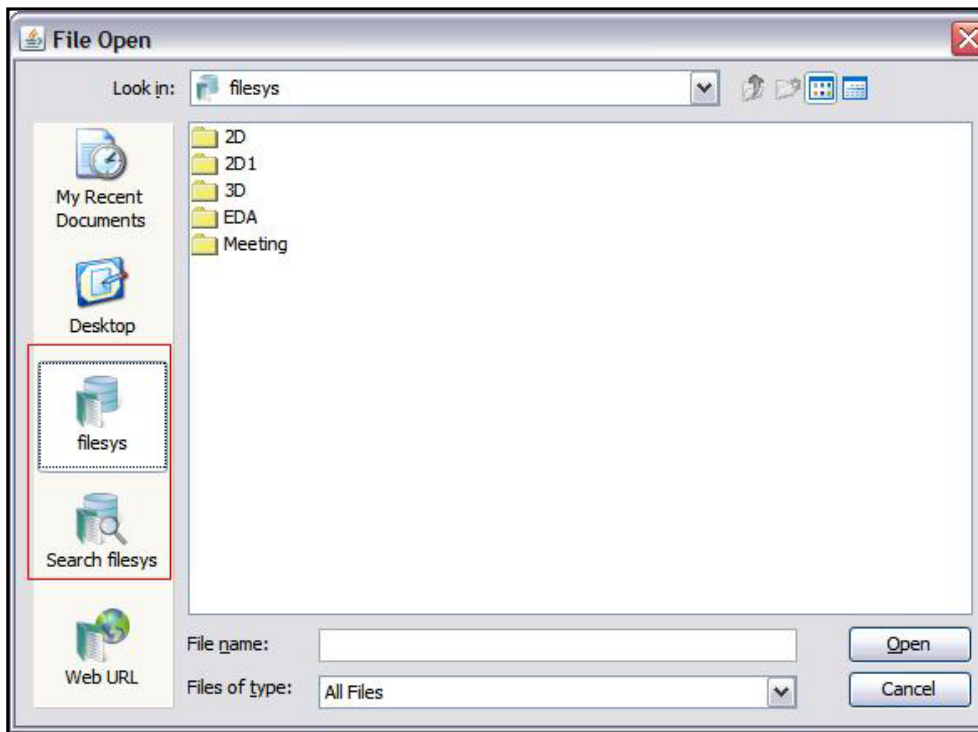 File Open
Look in:
filesys
2D
2D1
3D
EDA
Meeting
My Recent
Documents
Desktop
filesys
Search filesys
Web URL
File name:
Open
Files of type:
All Files
Cancel